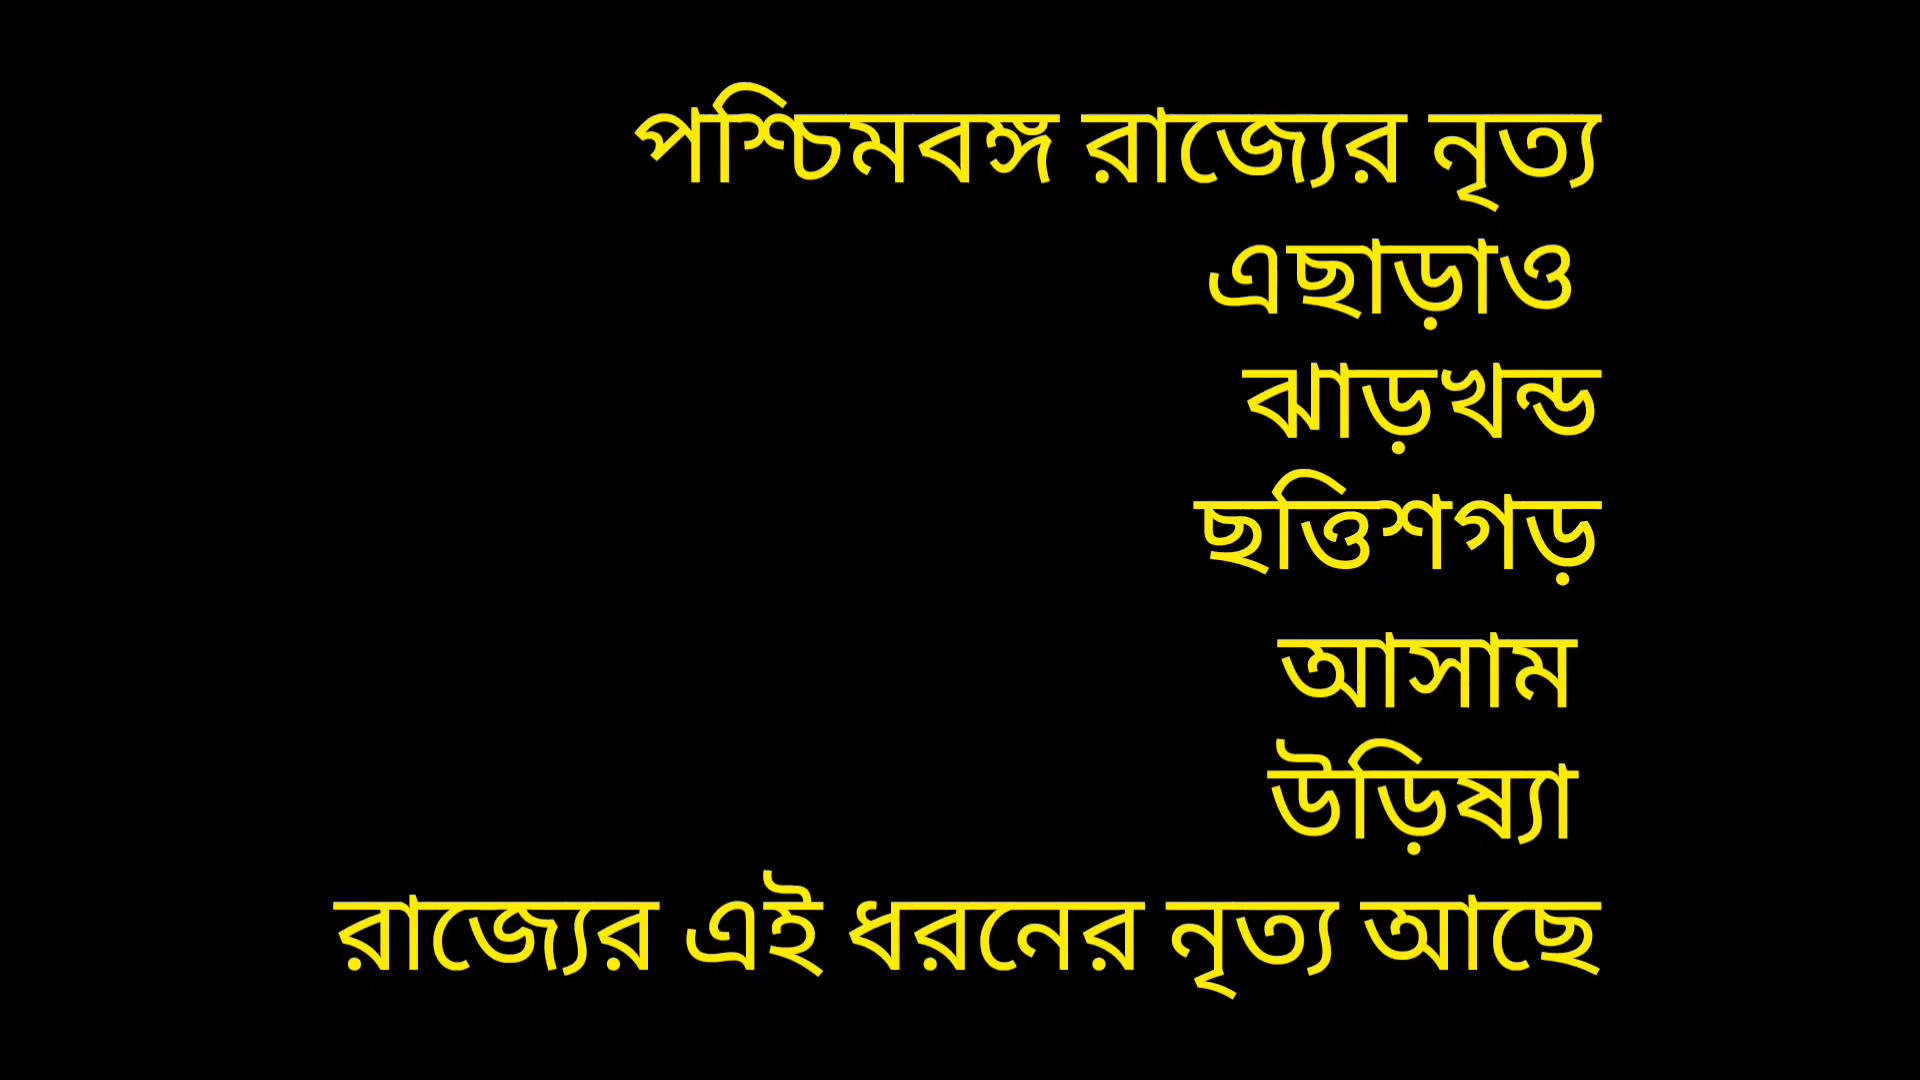 পশ্চিমবঙ্গ রাজ্যের নৃত্য
এছাড়াও
ঝাড়খন্ড
ছত্তিশগড়
আসাম
উড়িষ্যা
রাজ্যের এই ধরনের নৃত্য আছে